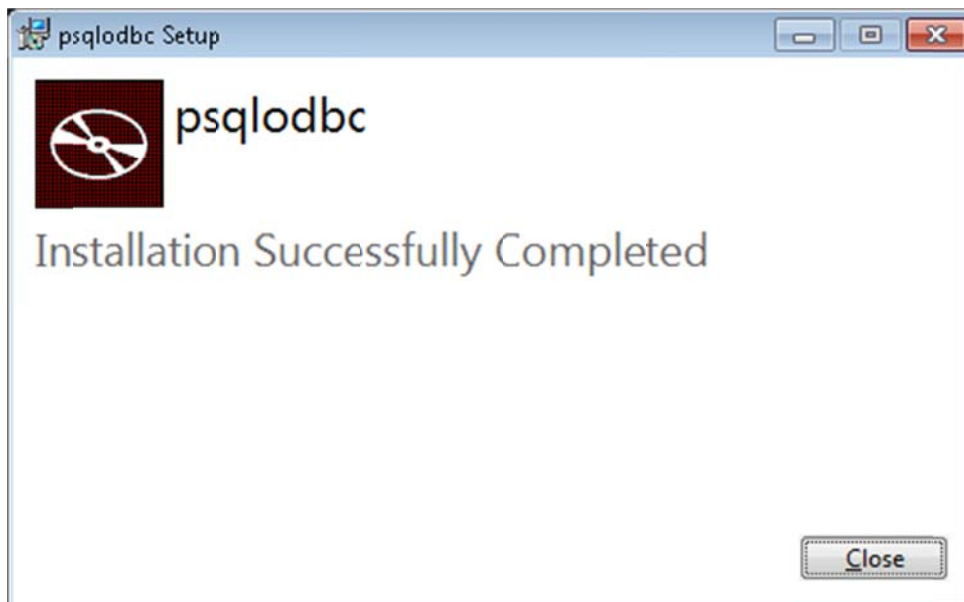 psqlodbc Setup
psqlodbc
Installation Successfully Completed
Close